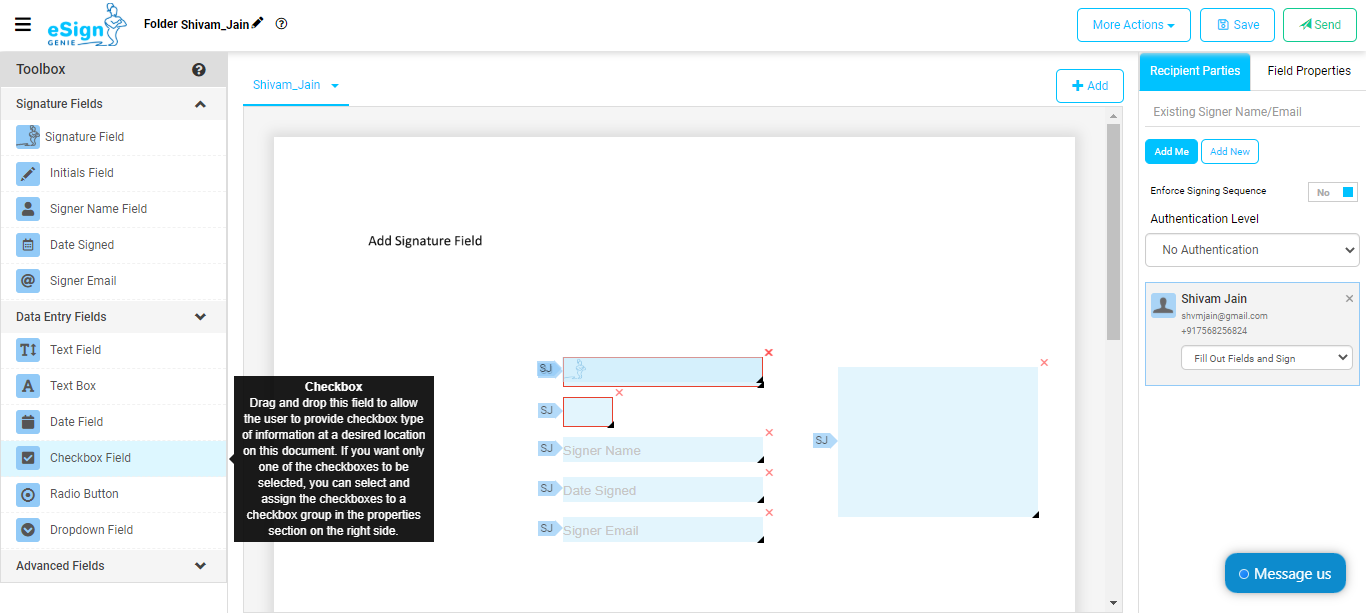 eSign
GENIE
Folder Shivam_Jain
More Actions
Save
Send
Toolbox
Signature Fields
Signature Field
Initials Field
Signer Name Field
Date Signed
Signer Email
Data Entry Fields
Text Field
Text Box
Date Field
Checkbox Field
Radio Button
Dropdown Field
Advanced Fields
Checkbox
Drag and drop this field to allow
the user to provide checkbox type
of information at a desired location
on this document. If you want only
one of the checkboxes to be
selected, you can select and
assign the checkboxes to a
checkbox group in the properties
section on the right side.
Shivam_Jain
Add
Add Signature Field
SJ
SJ
SJ Signer Name
SJ Date Signed
SJ Signer Email
SJ
Recipient Parties
Field Properties
Existing Signer Name/Email
Add Me
Add New
Enforce Signing Sequence
No
Authentication Level
No Authentication
Shivam Jain
shvmjain@gmail.com
+917568256824
Fill Out Fields and Sign
Message us